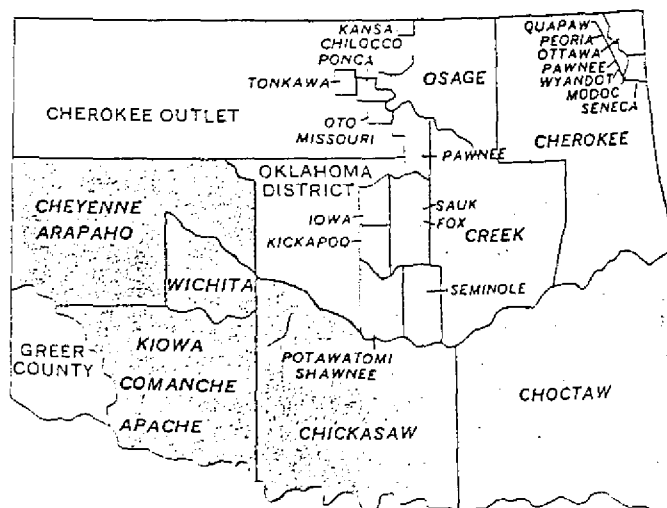 KANSA
CHILOCCO
PONCA
TONKAWA
OSAGE
QUAPAW
PEORIA
OTTAWA
PAWNEE
WYANDOT
MODOC
SENECA
CHEROKEE OUTLET
OTO
MISSOURI
PAWNEE
CHEROKEE
OKLAHOMA
DISTRICT
CHEYENNE
ARAPAHO
IOWA
KICKAPOO
SAUK
FOX
CREEK
WICHITA
SEMINOLE
GREER
COUNTY
KIOWA
COMANCHE
APACHE
POTAWATOMI
SHAWNEE
CHICKASAW
CHOCTAW